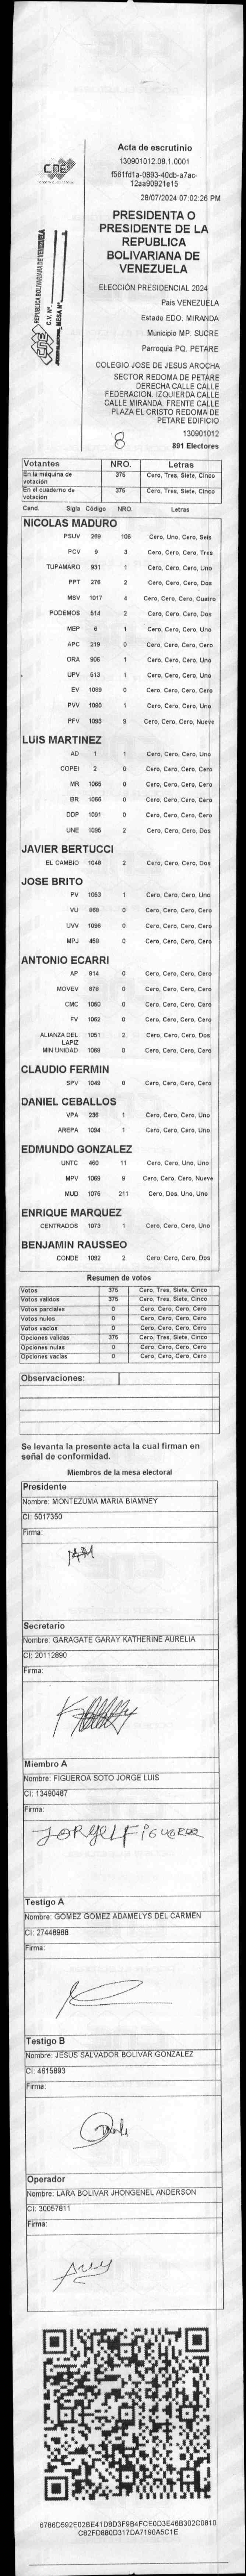 CNE
REPUBLICA BOLIVARIANA DE VENEZUELA
C.V. Nº.
MESA Nº.
CNE
Acta de escrutinio
130901012.08.1.0001
f561fd1a-0893-40db-a7ac-
12aa90921e15
28/07/2024 07:02:26 PM
PRESIDENTA O
PRESIDENTE DE LA
REPUBLICA
BOLIVARIANA DE
VENEZUELA
ELECCIÓN PRESIDENCIAL 2024
País VENEZUELA
Estado EDO. MIRANDA
Municipio MP. SUCRE
Parroquia PQ. PETARE
COLEGIO JOSE DE JESUS AROCHA
SECTOR REDOMA DE PETARE
DERECHA CALLE CALLE
FEDERACION. IZQUIERDA CALLE
CALLE MIRANDA. FRENTE CALLE
PLAZA EL CRISTO REDOMA DE
PETARE EDIFICIO
130901012
8
891 Electores
Votantes NRO. Letras
En la máquina de votación 375 Cero, Tres, Siete, Cinco
En el cuaderno de votación 375 Cero, Tres, Siete, Cinco
Cand. Sigla Código NRO. Letras
NICOLAS MADURO
PSUV 269 106 Cero, Uno, Cero, Seis
PCV 9 3 Cero, Cero, Cero, Tres
TUPAMARO 931 1 Cero, Cero, Cero, Uno
PPT 276 2 Cero, Cero, Cero, Dos
MSV 1017 4 Cero, Cero, Cero, Cuatro
PODEMOS 514 2 Cero, Cero, Cero, Dos
MEP 6 1 Cero, Cero, Cero, Uno
APC 219 0 Cero, Cero, Cero, Cero
ORA 906 1 Cero, Cero, Cero, Uno
UPV 513 1 Cero, Cero, Cero, Uno
EV 1089 0 Cero, Cero, Cero, Cero
PVV 1090 1 Cero, Cero, Cero, Uno
PFV 1093 9 Cero, Cero, Cero, Nueve
LUIS MARTINEZ
AD 1 1 Cero, Cero, Cero, Uno
COPEI 2 0 Cero, Cero, Cero, Cero
MR 1065 0 Cero, Cero, Cero, Cero
BR 1066 0 Cero, Cero, Cero, Cero
DDP 1091 0 Cero, Cero, Cero, Cero
UNE 1095 2 Cero, Cero, Cero, Dos
JAVIER BERTUCCI
EL CAMBIO 1048 2 Cero, Cero, Cero, Dos
JOSE BRITO
PV 1053 1 Cero, Cero, Cero, Uno
VU 869 0 Cero, Cero, Cero, Cero
UVV 1096 0 Cero, Cero, Cero, Cero
MPJ 458 0 Cero, Cero, Cero, Cero
ANTONIO ECARRI
AP 914 0 Cero, Cero, Cero, Cero
MOVEV 878 0 Cero, Cero, Cero, Cero
CMC 1050 0 Cero, Cero, Cero, Cero
FV 1062 0 Cero, Cero, Cero, Cero
ALIANZA DEL LAPIZ 1051 2 Cero, Cero, Cero, Dos
MIN UNIDAD 1068 0 Cero, Cero, Cero, Cero
CLAUDIO FERMIN
SPV 1049 0 Cero, Cero, Cero, Cero
DANIEL CEBALLOS
VPA 236 1 Cero, Cero, Cero, Uno
AREPA 1094 1 Cero, Cero, Cero, Uno
EDMUNDO GONZALEZ
UNTC 460 11 Cero, Cero, Uno, Uno
MPV 1069 9 Cero, Cero, Cero, Nueve
MUD 1075 211 Cero, Dos, Uno, Uno
ENRIQUE MARQUEZ
CENTRADOS 1073 1 Cero, Cero, Cero, Uno
BENJAMIN RAUSSEO
CONDE 1092 2 Cero, Cero, Cero, Dos
Resumen de votos
Votos 375 Cero, Tres, Siete, Cinco
Votos validos 375 Cero, Tres, Siete, Cinco
Votos parciales 0 Cero, Cero, Cero, Cero
Votos nulos 0 Cero, Cero, Cero, Cero
Votos vacios 0 Cero, Cero, Cero, Cero
Opciones validas 375 Cero, Tres, Siete, Cinco
Opciones nulas 0 Cero, Cero, Cero, Cero
Opciones vacias 0 Cero, Cero, Cero, Cero
Observaciones:
Se levanta la presente acta la cual firman en
señal de conformidad.
Miembros de la mesa electoral
Presidente
Nombre: MONTEZUMA MARIA BIAMNEY
CI: 5017350
Firma:
Secretario
Nombre: GARAGATE GARAY KATHERINE AURELIA
CI: 20112890
Firma:
Miembro A
Nombre: FIGUEROA SOTO JORGE LUIS
CI: 13490487
Firma:
JORGE L FIGUEROA
Testigo A
Nombre: GOMEZ GOMEZ ADAMELYS DEL CARMEN
CI: 27448988
Firma:
Testigo B
Nombre: JESUS SALVADOR BOLIVAR GONZALEZ
CI: 4615893
Firma:
Operador
Nombre: LARA BOLIVAR JHONGENEL ANDERSON
CI: 30057811
Firma:
6786D592E02BE41D8D3F9B4FCE0D3E46B302C0810
C82FD880D317DA7190A5C1E